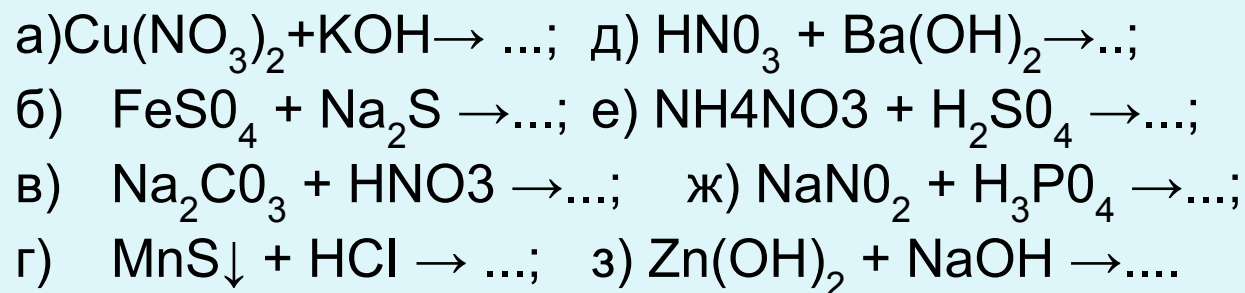 а)Cu(NO₃)₂+KOH→ ...; д) HN0₃ + Ba(OH)₂→..;
б) FeS0₄ + Na₂S →...; е) NH4NO3 + H₂S0₄ →...;
в) Na₂C0₃ + HNO3 →...; ж) NaN0₂ + H₃P0₄ →...;
г) MnS↓ + HCl → ...; з) Zn(OH)₂ + NaOH →....